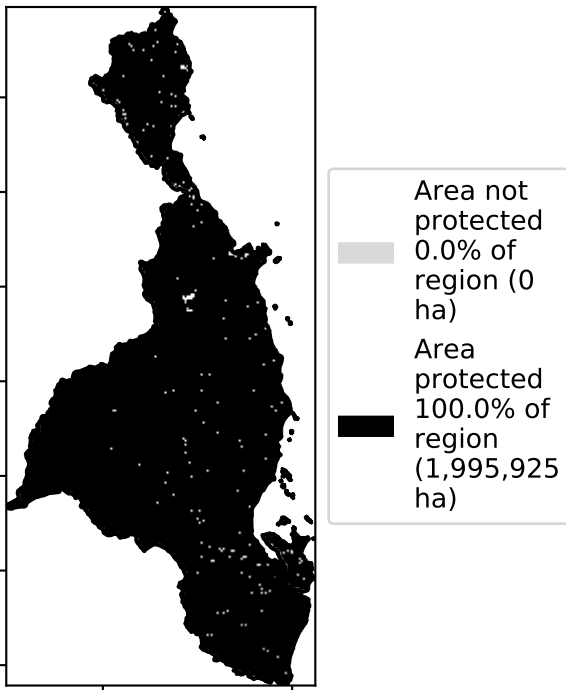 Area not
protected
0.0% of
region (0
ha)
Area
protected
100.0% of
region
(1,995,925
ha)